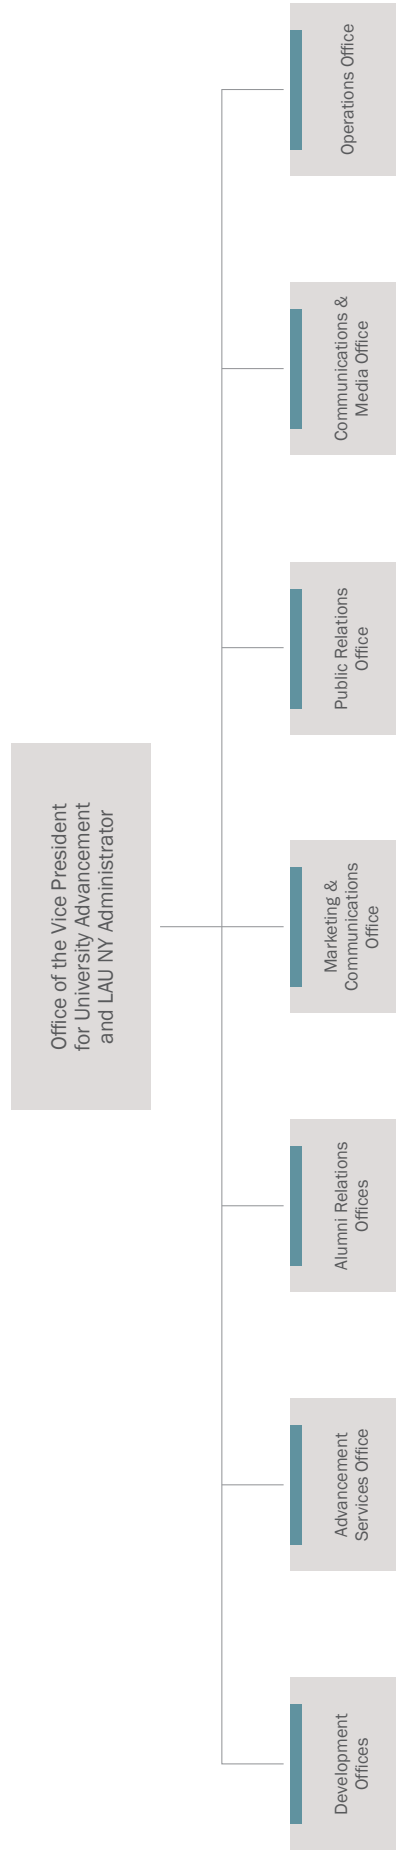 Office of the Vice President
for University Advancement
and LAU NY Administrator
Development
Offices
Advancement
Services Office
Alumni Relations
Offices
Marketing &
Communications
Office
Public Relations
Office
Communications &
Media Office
Operations Office